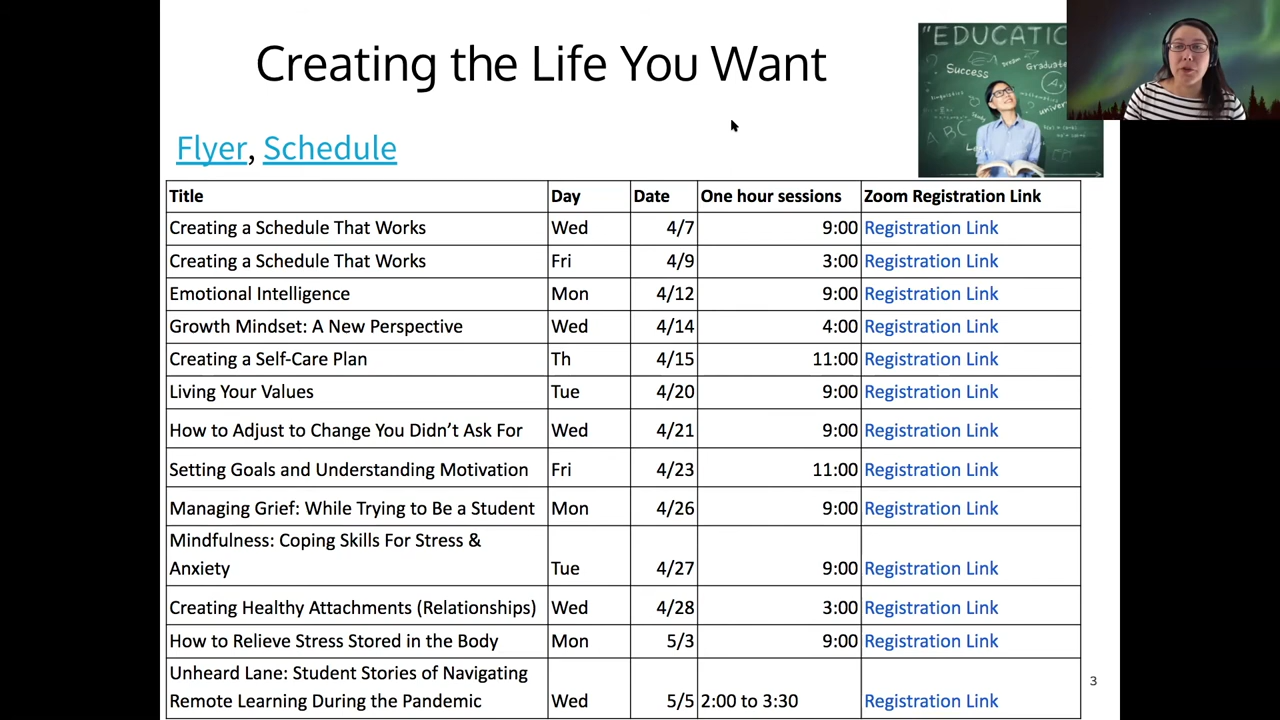 Creating the Life You Want
"EDUCATIO
Success
Graduate
A+
ABC
Flyer, Schedule
Title Day Date One hour sessions Zoom Registration Link
Creating a Schedule That Works Wed 4/7 9:00 Registration Link
Creating a Schedule That Works Fri 4/9 3:00 Registration Link
Emotional Intelligence Mon 4/12 9:00 Registration Link
Growth Mindset: A New Perspective Wed 4/14 4:00 Registration Link
Creating a Self-Care Plan Th 4/15 11:00 Registration Link
Living Your Values Tue 4/20 9:00 Registration Link
How to Adjust to Change You Didn’t Ask For Wed 4/21 9:00 Registration Link
Setting Goals and Understanding Motivation Fri 4/23 11:00 Registration Link
Managing Grief: While Trying to Be a Student Mon 4/26 9:00 Registration Link
Mindfulness: Coping Skills For Stress &
Anxiety Tue 4/27 9:00 Registration Link
Creating Healthy Attachments (Relationships) Wed 4/28 3:00 Registration Link
How to Relieve Stress Stored in the Body Mon 5/3 9:00 Registration Link
Unheard Lane: Student Stories of Navigating
Remote Learning During the Pandemic Wed 5/5 2:00 to 3:30 Registration Link
3